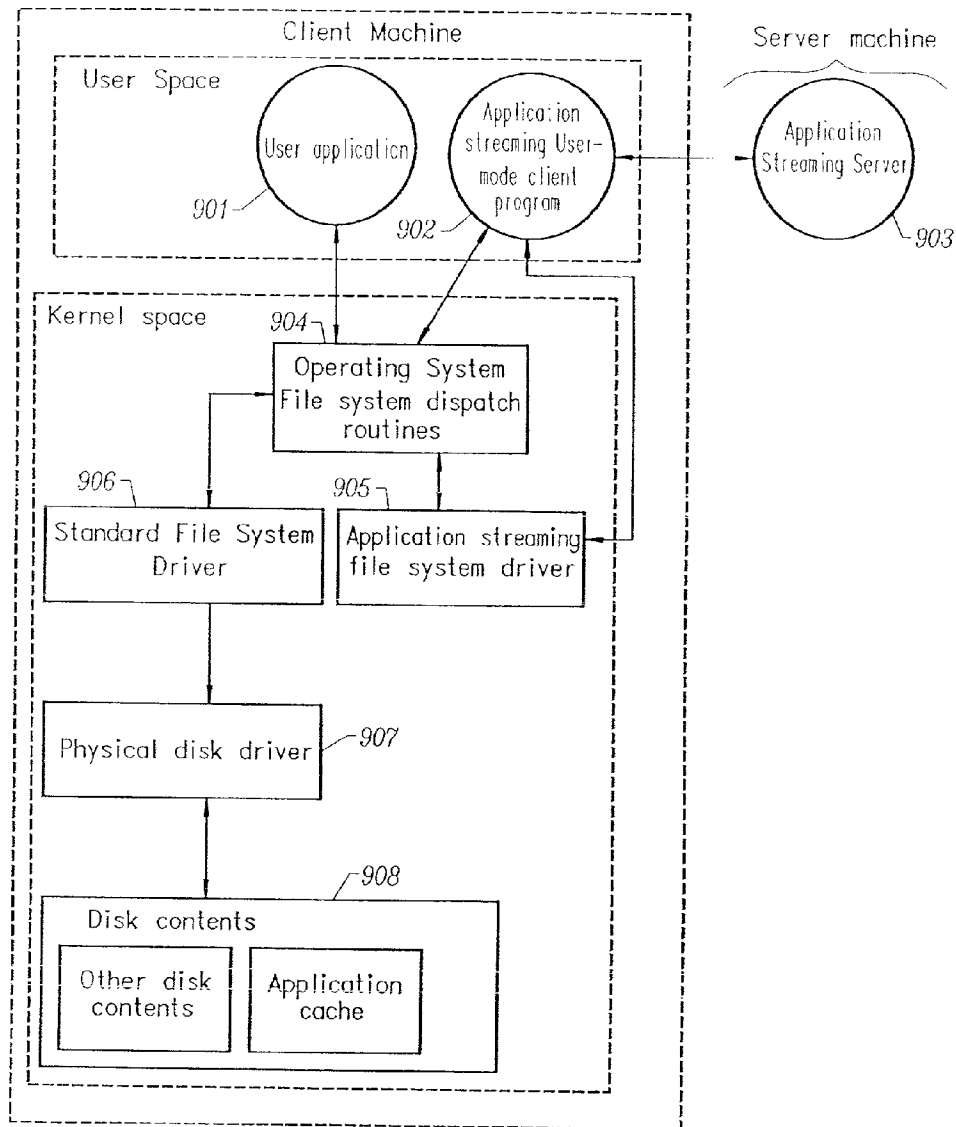 Client Machine
Server machine
User Space
User application
901
Application
strecming User-
mode client
program
902
Application
Streaming Server
903
Kernel space
904
Operating System
File system dispatch
routines
906
Standard File System
Driver
905
Application streaming
file system driver
Physical disk driver
907
908
Disk contents
Other disk
contents
Application
cache